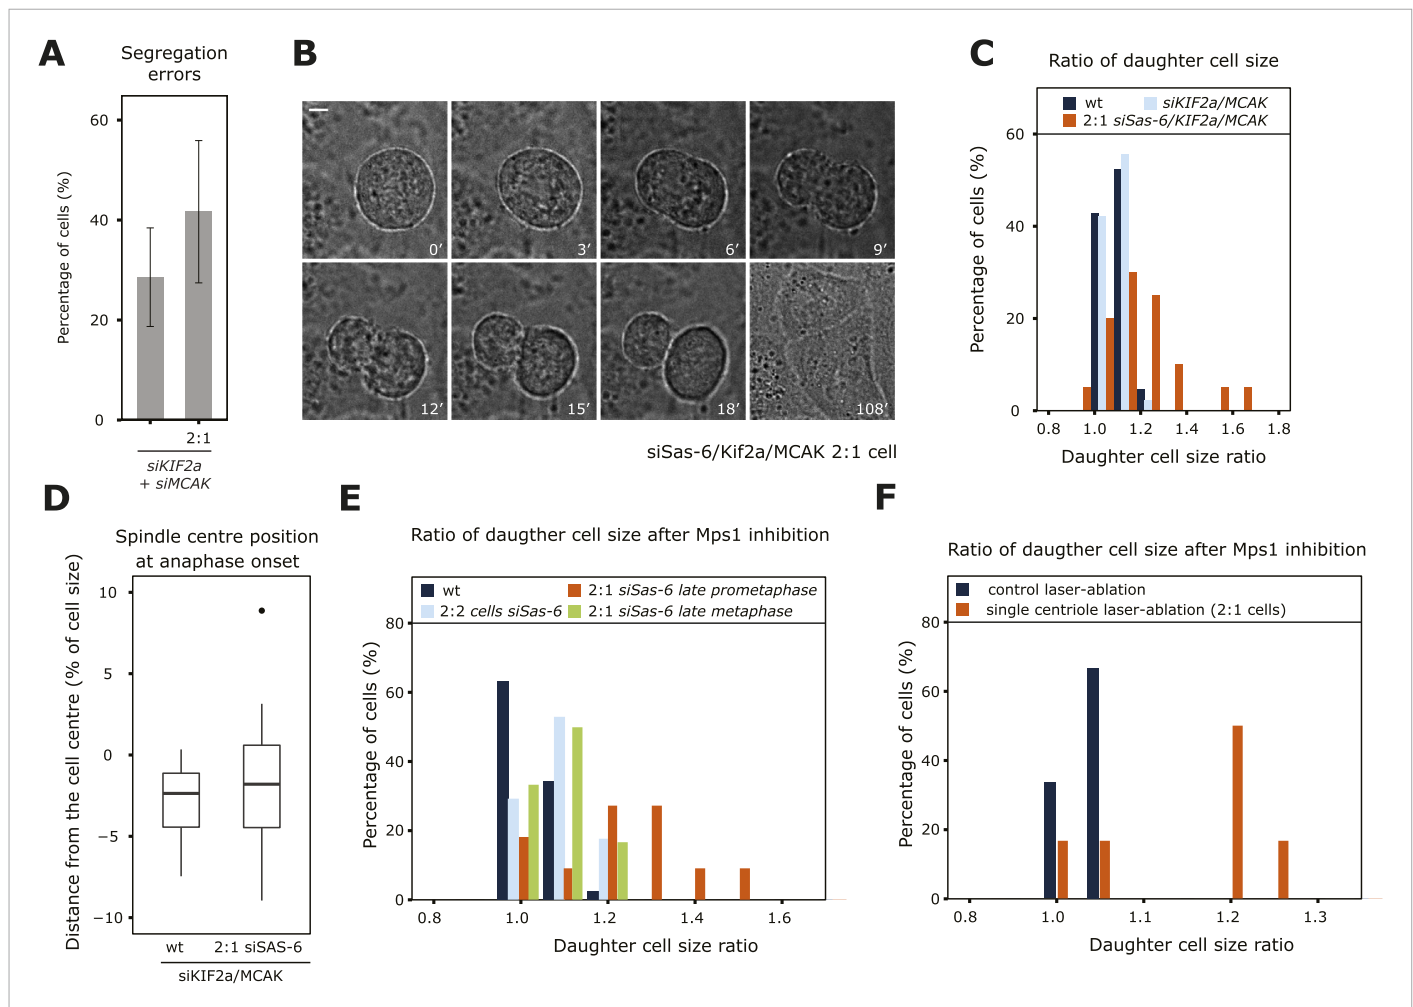 A
Segregation
errors
Percentage of cells (%)
60
40
20
0
2:1
siKIF2a
+ siMCAK
B
0′
3′
6′
9′
12′
15′
18′
108′
siSas-6/Kif2a/MCAK 2:1 cell
C
Ratio of daughter cell size
wt
siKIF2a/MCAK
2:1 siSas-6/KIF2a/MCAK
Percentage of cells (%)
60
40
20
0
0.8 1.0 1.2 1.4 1.6 1.8
Daughter cell size ratio
D
Spindle centre position
at anaphase onset
Distance from the cell centre (% of cell size)
10
5
−0
−5
−10
wt
2:1 siSAS-6
siKIF2a/MCAK
E
Ratio of daugther cell size after Mps1 inhibition
wt
2:1 siSas-6 late prometaphase
2:2 cells siSas-6
2:1 siSas-6 late metaphase
Percentage of cells (%)
80
60
40
20
0
0.8 1.0 1.2 1.4 1.6
Daughter cell size ratio
F
Ratio of daugther cell size after Mps1 inhibition
control laser-ablation
single centriole laser-ablation (2:1 cells)
Percentage of cells (%)
80
60
40
20
0
0.8 1.0 1.1 1.2 1.3
Daughter cell size ratio